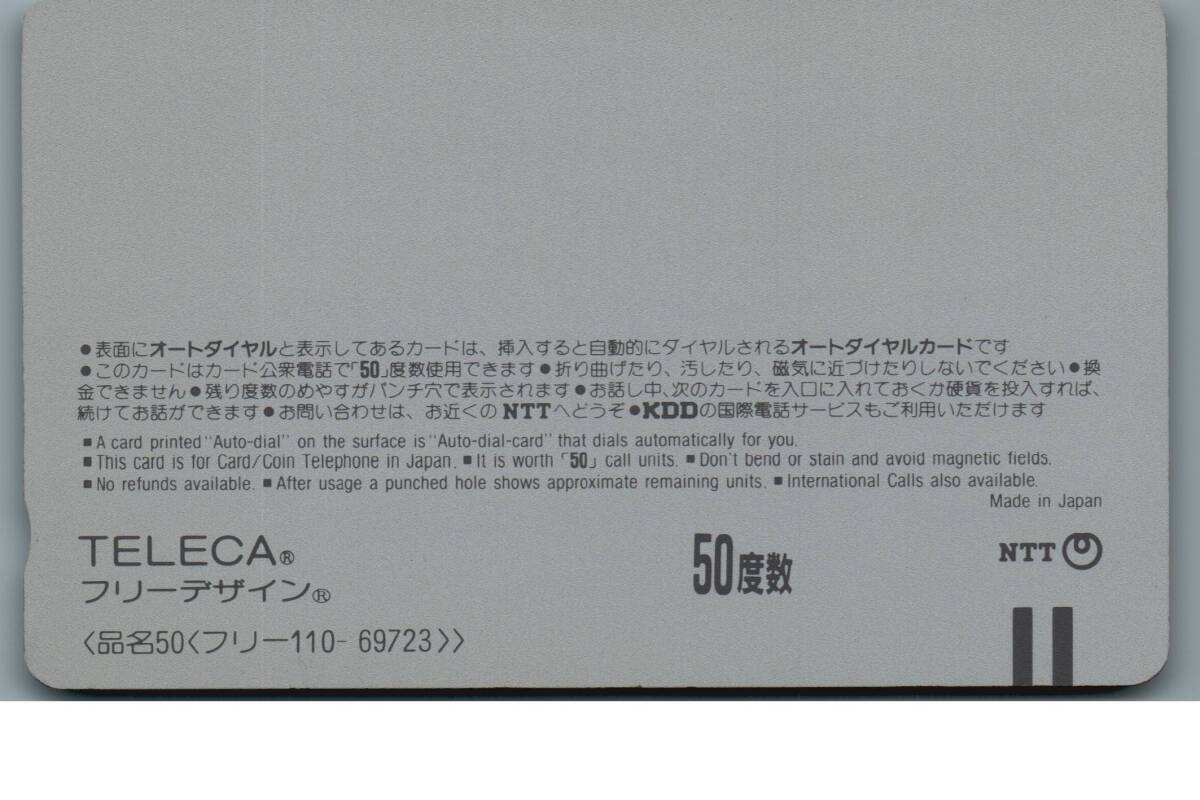 ●表面にオートダイヤルと表示してあるカードは、挿入すると自動的にダイヤルされるオートダイヤルカードです
●このカードはカード公衆電話で「50」度数使用できます●折り曲げたり、汚したり、磁気に近づけたりしないでください●換
金できません●残り度数のめやすがパンチ穴で表示されます●お話し中、次のカードを入口に入れておくか硬貨を投入すれば、
続けてお話ができます●お問い合わせは、お近くのNTTへどうぞ●KDDの国際電話サービスもご利用いただけます
■A card printed "Auto-dial" on the surface is "Auto-dial-card" that dials automatically for you.
■This card is for Card/Coin Telephone in Japan. ■It is worth「50」call units. ■Don't bend or stain and avoid magnetic fields.
■No refunds available. ■After usage a punched hole shows approximate remaining units. ■International Calls also available.
Made in Japan
TELECA®
フリーデザイン®
50度数
NTT
〈品名50〈フリー110-69723〉〉